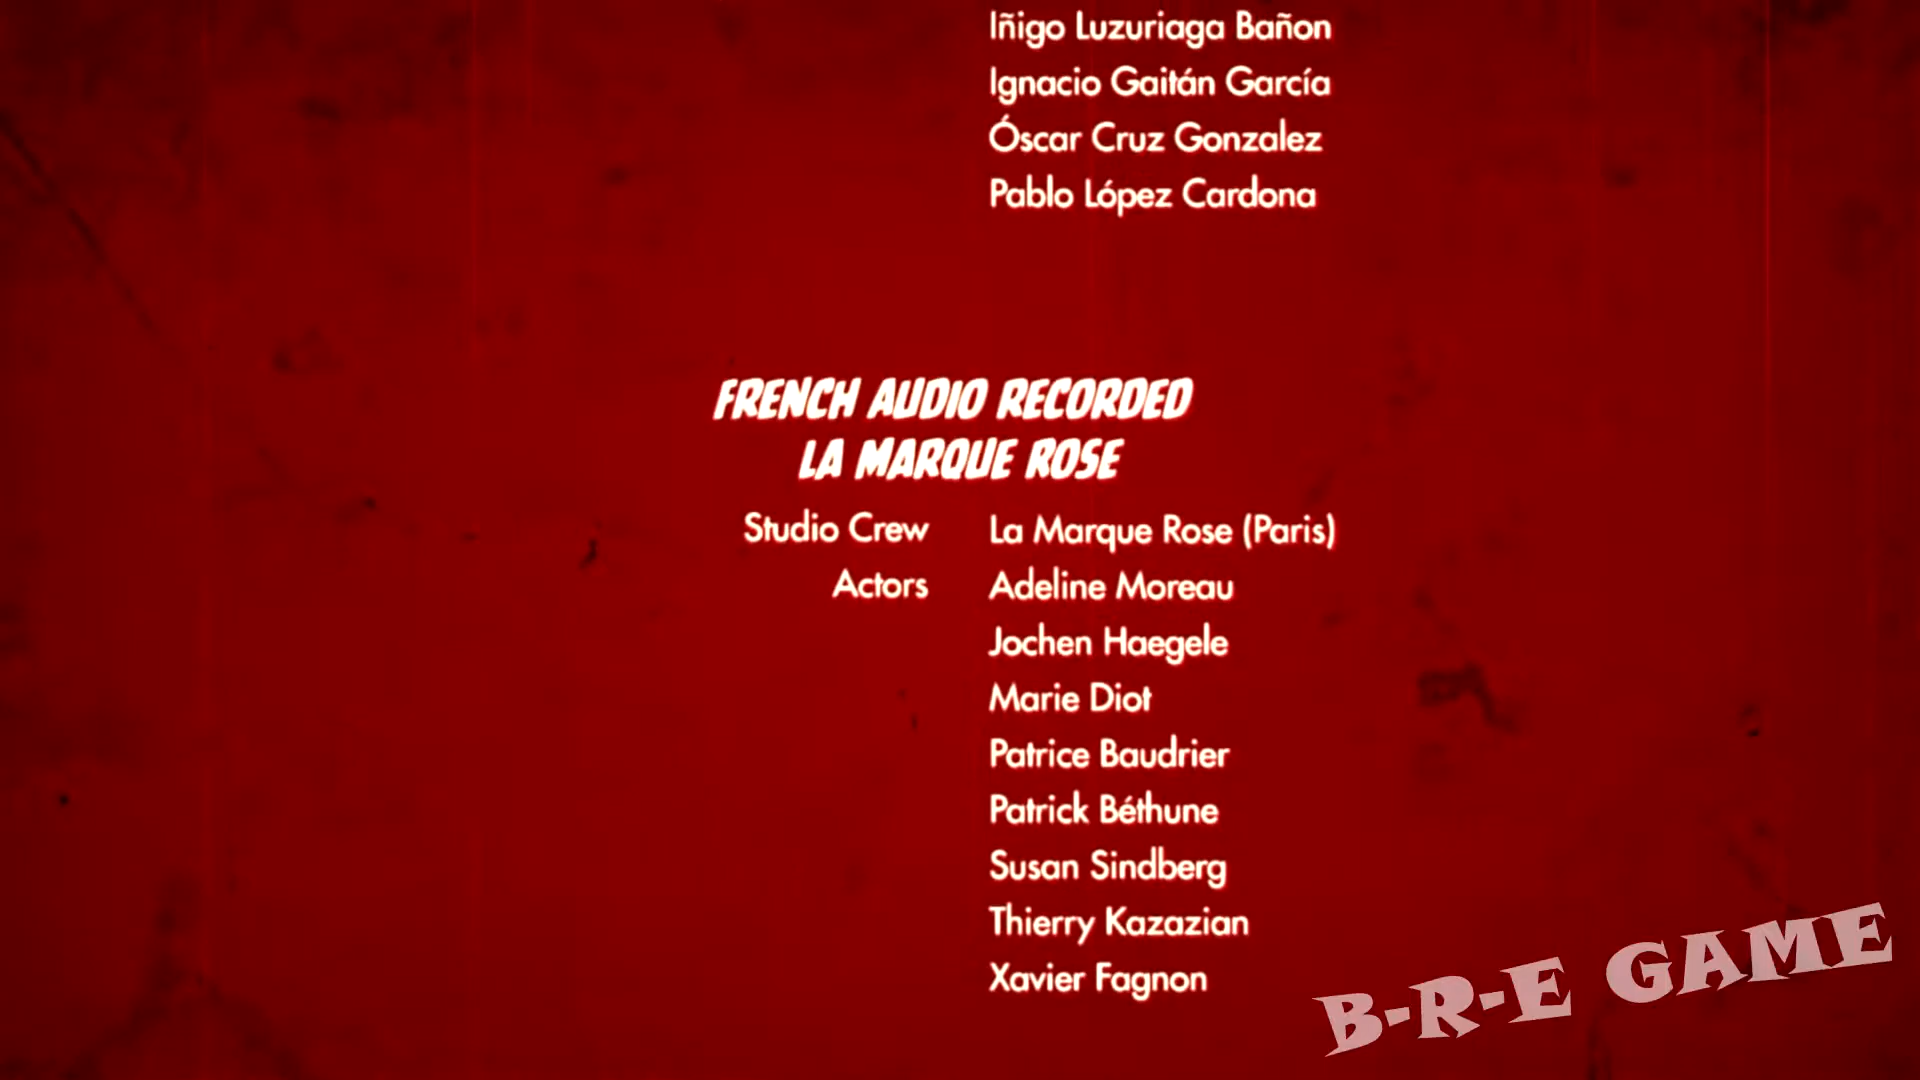 Iñigo Luzuriaga Bañon
Ignacio Gaitán García
Óscar Cruz Gonzalez
Pablo López Cardona
FRENCH AUDIO RECORDED
LA MARQUE ROSE
Studio Crew La Marque Rose (Paris)
Actors Adeline Moreau
Jochen Haegele
Marie Diot
Patrice Baudrier
Patrick Béthune
Susan Sindberg
Thierry Kazazian
Xavier Fagnon
B-R-E GAME